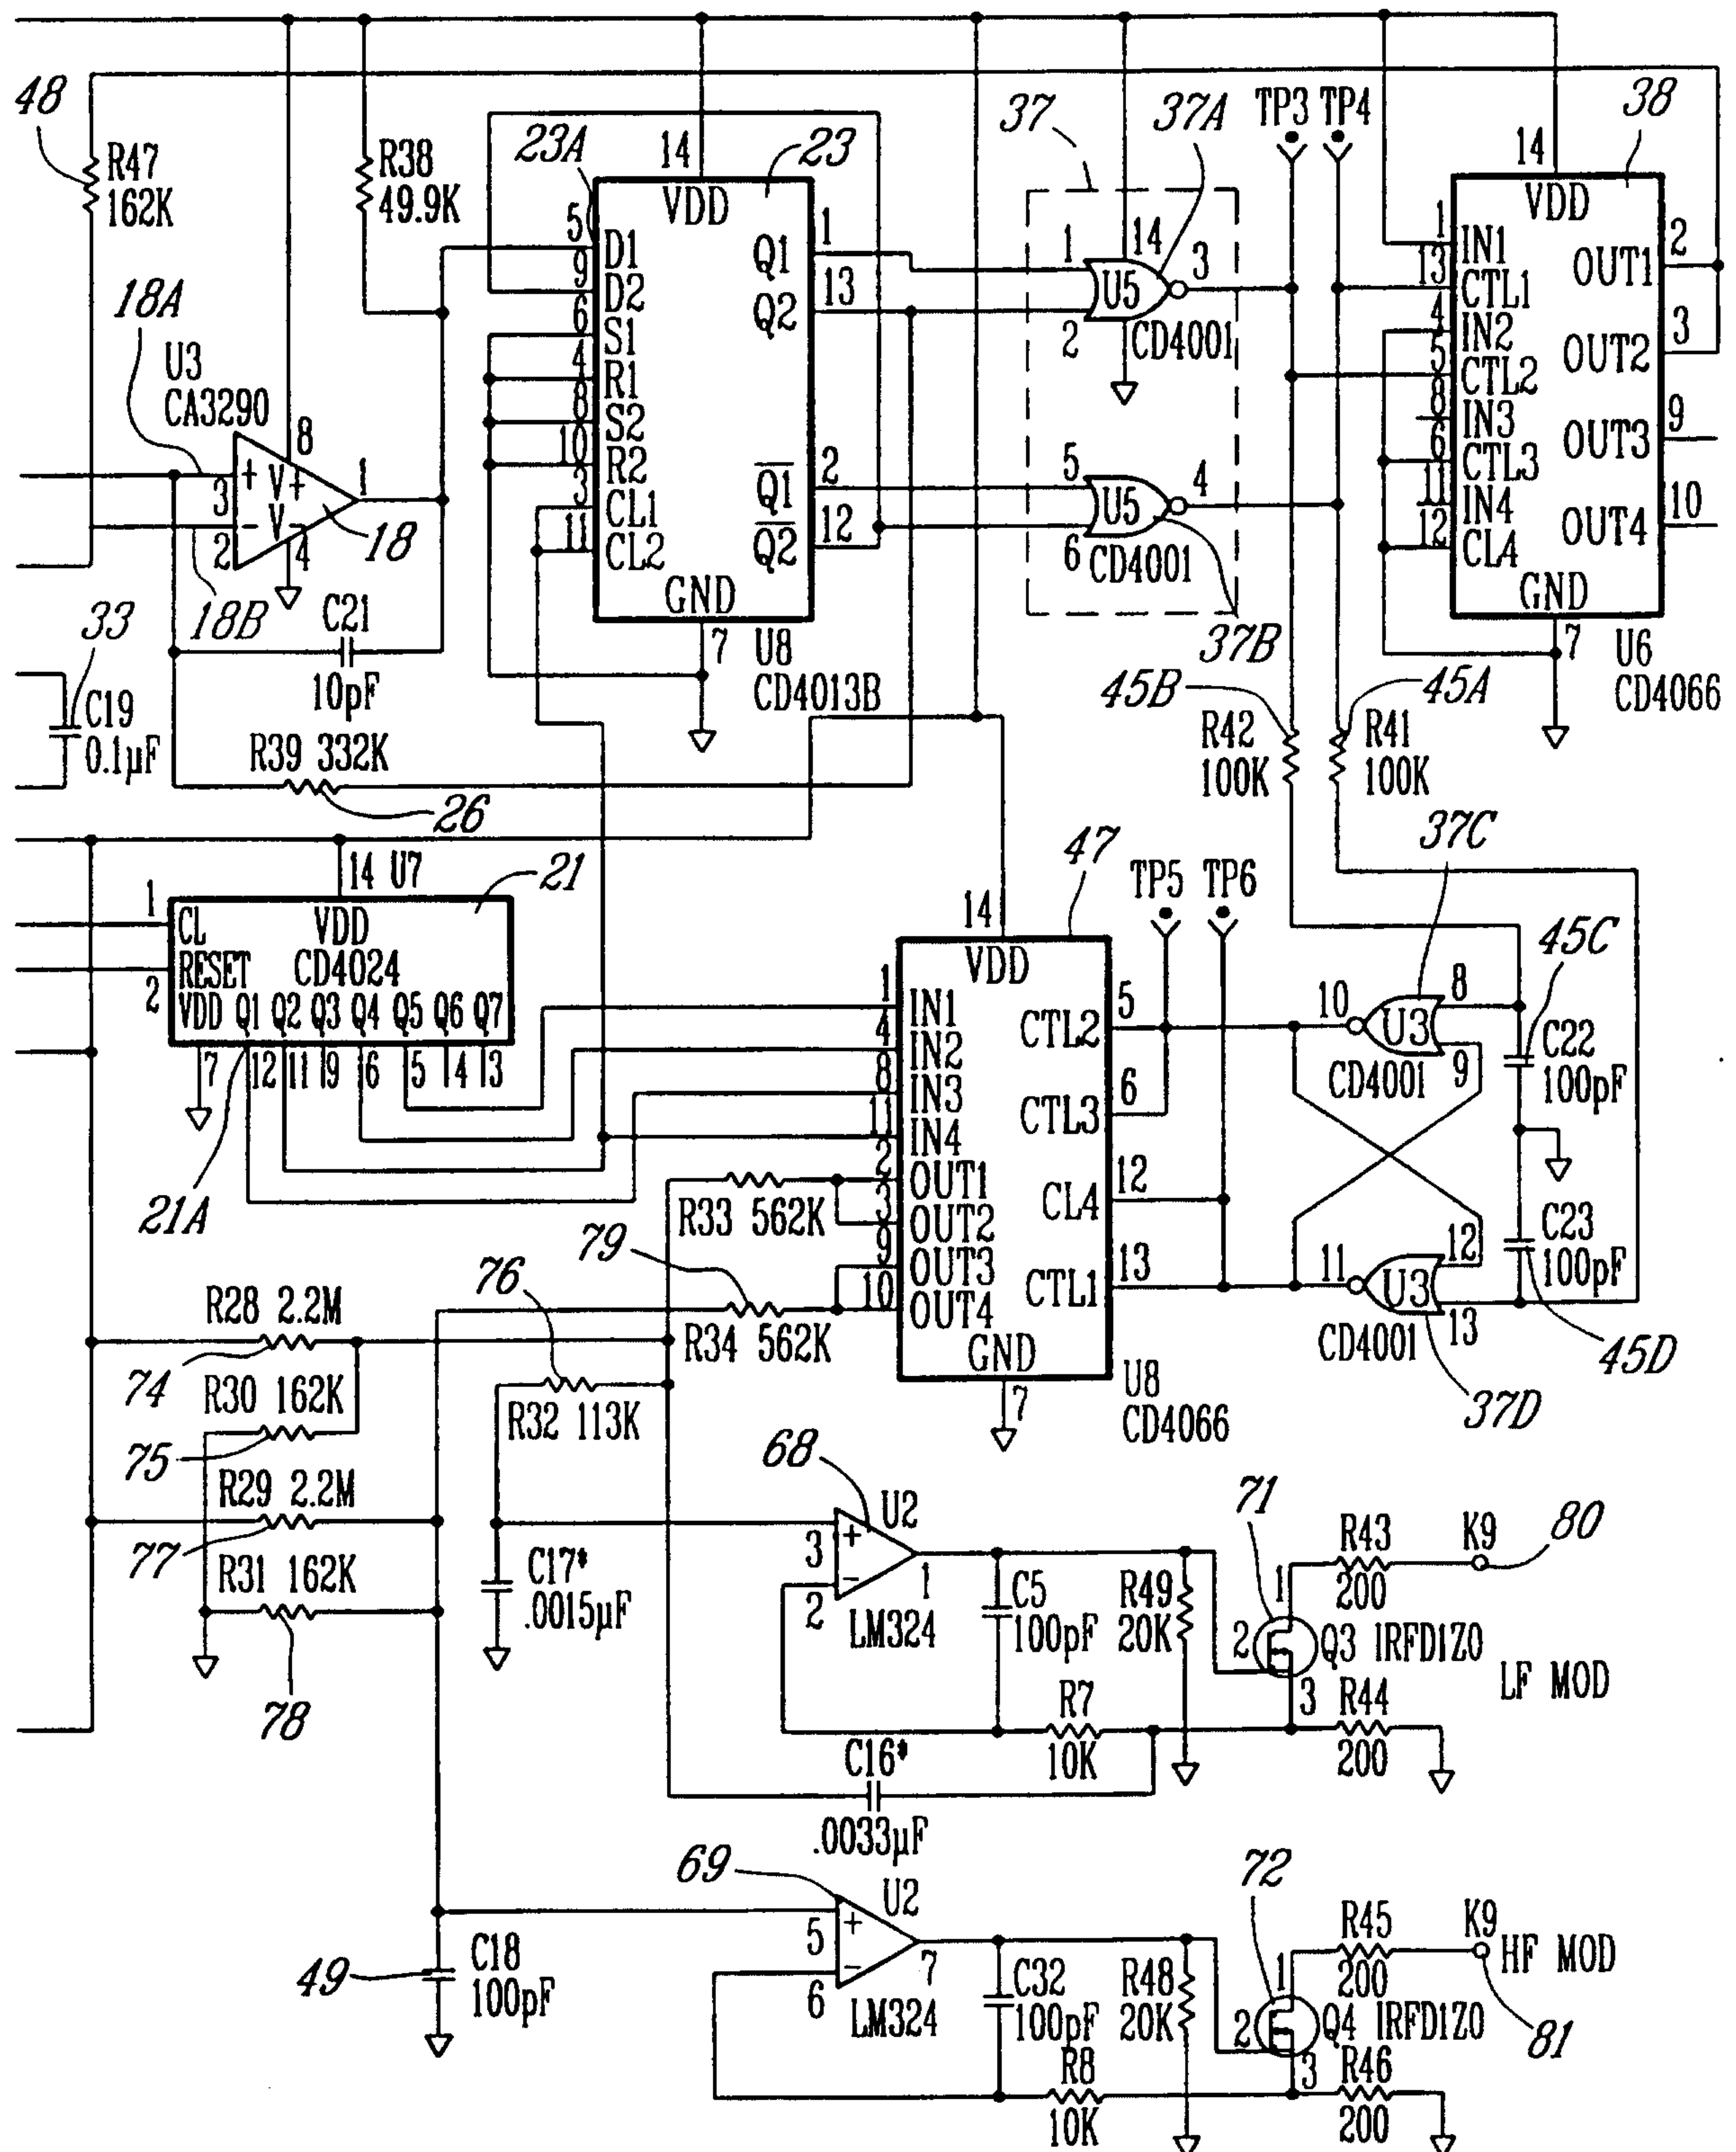 48
R47
162K
R38
49.9K
23A
14
23
VDD
37
37A
TP3 TP4
38
14
VDD
5
D1
9
D2
6
S1
4
R1
8
S2
10
R2
3
CL1
11
CL2
Q1
1
Q2
13
Q1
2
Q2
12
GND
7
U8
CD4013B
1
14
3
U5
2
CD4001
5
4
U5
6
CD4001
37B
1
IN1
13
CTL1
4
IN2
5
CTL2
8
IN3
6
CTL3
11
IN4
12
CL4
OUT1
2
OUT2
3
OUT3
9
OUT4
10
GND
7
U6
CD4066
18A
U3
CA3290
8
3
+ V+
1
- V-
2
4
18
18B
33
C19
0.1µF
C21
10pF
R39 332K
26
45B
45A
R42
100K
R41
100K
14 U7
21
1
CL
VDD
RESET
CD4024
2
VDD Q1 Q2 Q3 Q4 Q5 Q6 Q7
7 12 11 9 6 5 4 3
21A
47
TP5 TP6
14
VDD
1
IN1
4
IN2
8
IN3
11
IN4
2
OUT1
3
OUT2
9
OUT3
10
OUT4
CTL2
5
CTL3
6
CL4
12
CTL1
13
GND
7
U8
CD4066
37C
45C
10
8
U3
CD4001
9
C22
100pF
C23
100pF
11
12
U3
CD4001
13
37D
45D
R33 562K
79
R34 562K
76
R32 113K
R28 2.2M
74
R30 162K
75
R29 2.2M
77
R31 162K
78
C17*
.0015µF
68
U2
3
+
-
2
1
LM324
C5
100pF
R49
20K
R7
10K
C16*
.0033µF
71
1
2
3
Q3 IRFD1Z0
R43
200
K9
80
R44
200
LF MOD
49
C18
100pF
69
U2
5
+
-
6
7
LM324
C32
100pF
R48
20K
R8
10K
72
1
2
3
Q4 IRFD1Z0
R45
200
K9
HF MOD
81
R46
200